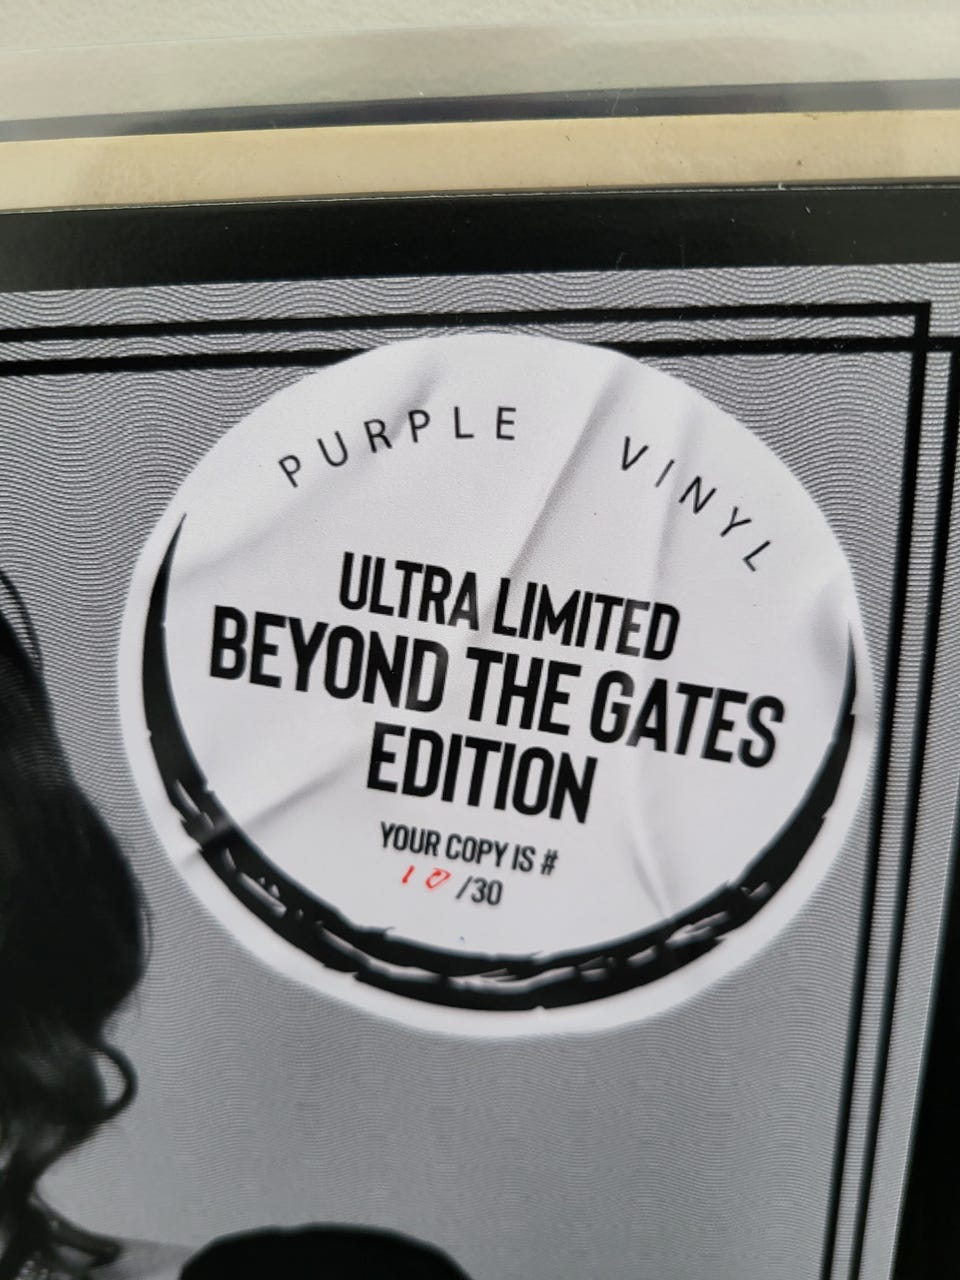 PURPLE VINYL
ULTRA LIMITED
BEYOND THE GATES
EDITION
YOUR COPY IS #
10 /30